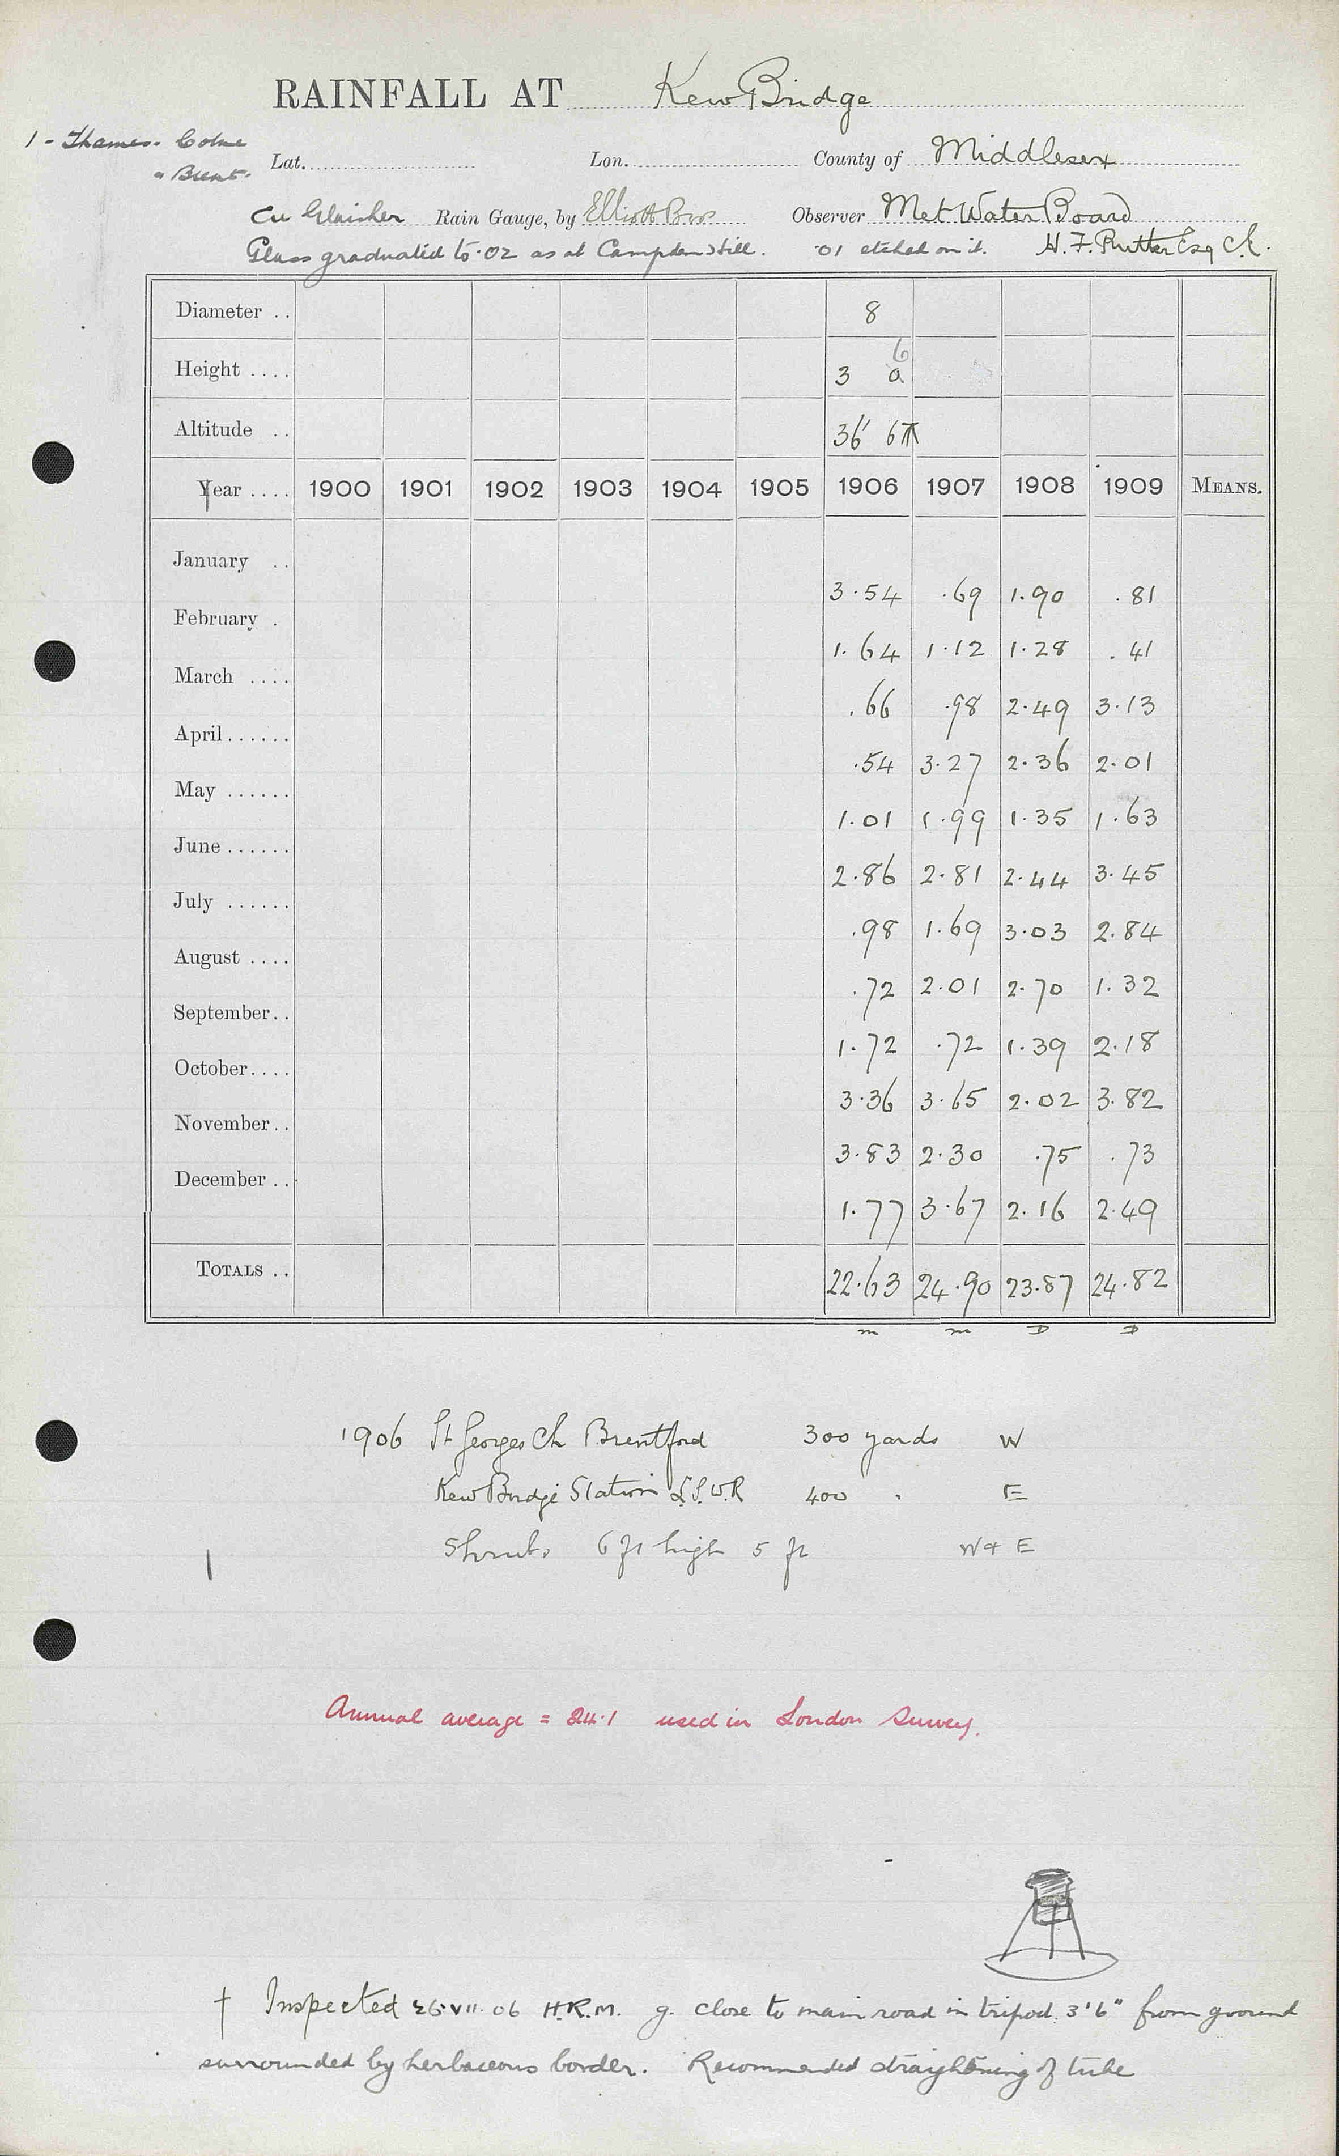 RAINFALL AT Kew Bridge
1 - Thames. Colne
" Brent.
Lat. Lon. County of Middlesex
Cu Glaisher Rain Gauge, by Elliott Bros Observer Met Water Board
Glass graduated to .02 as at Campden Hill. .01 etched on it. H. F. Rutter Esq C.E.
Diameter .. 8
6
Height .... 3 0
Altitude .. 36' 6 T
Year .... 1900 1901 1902 1903 1904 1905 1906 1907 1908 1909 MEANS.
January .. 3.54 .69 1.90 .81
February . 1.64 1.12 1.28 .41
March .... .66 .98 2.49 3.13
April...... .54 3.27 2.36 2.01
May ...... 1.01 1.99 1.35 1.63
June ...... 2.86 2.81 2.44 3.45
July ...... .98 1.69 3.03 2.84
August .... .72 2.01 2.70 1.32
September.. 1.72 .72 1.39 2.18
October.... 3.36 3.65 2.02 3.82
November.. 3.83 2.30 .75 .73
December .. 1.77 3.67 2.16 2.49
TOTALS .. 22.63 24.90 23.87 24.82
m m D D
1906 St Georges Ch Brentford 300 yards W
Kew Bridge Station L.S.W.R 400 " E
Shrubs 6 ft high 5 ft W & E
Annual average = 24.1 used in London Survey.
† Inspected 26.VII.06 H.R.M. g. close to main road in tripod 3'6" from ground
surrounded by herbaceous border. Recommended straightening of tube